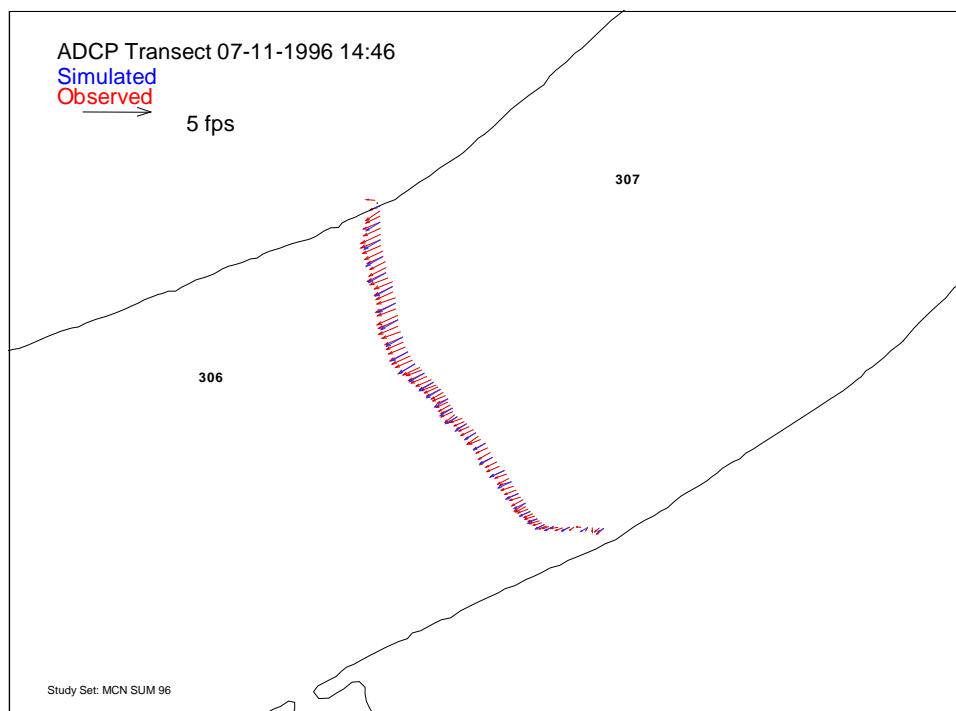 ADCP Transect 07-11-1996 14:46
Simulated
Observed
5 fps
307
306
Study Set: MCN SUM 96